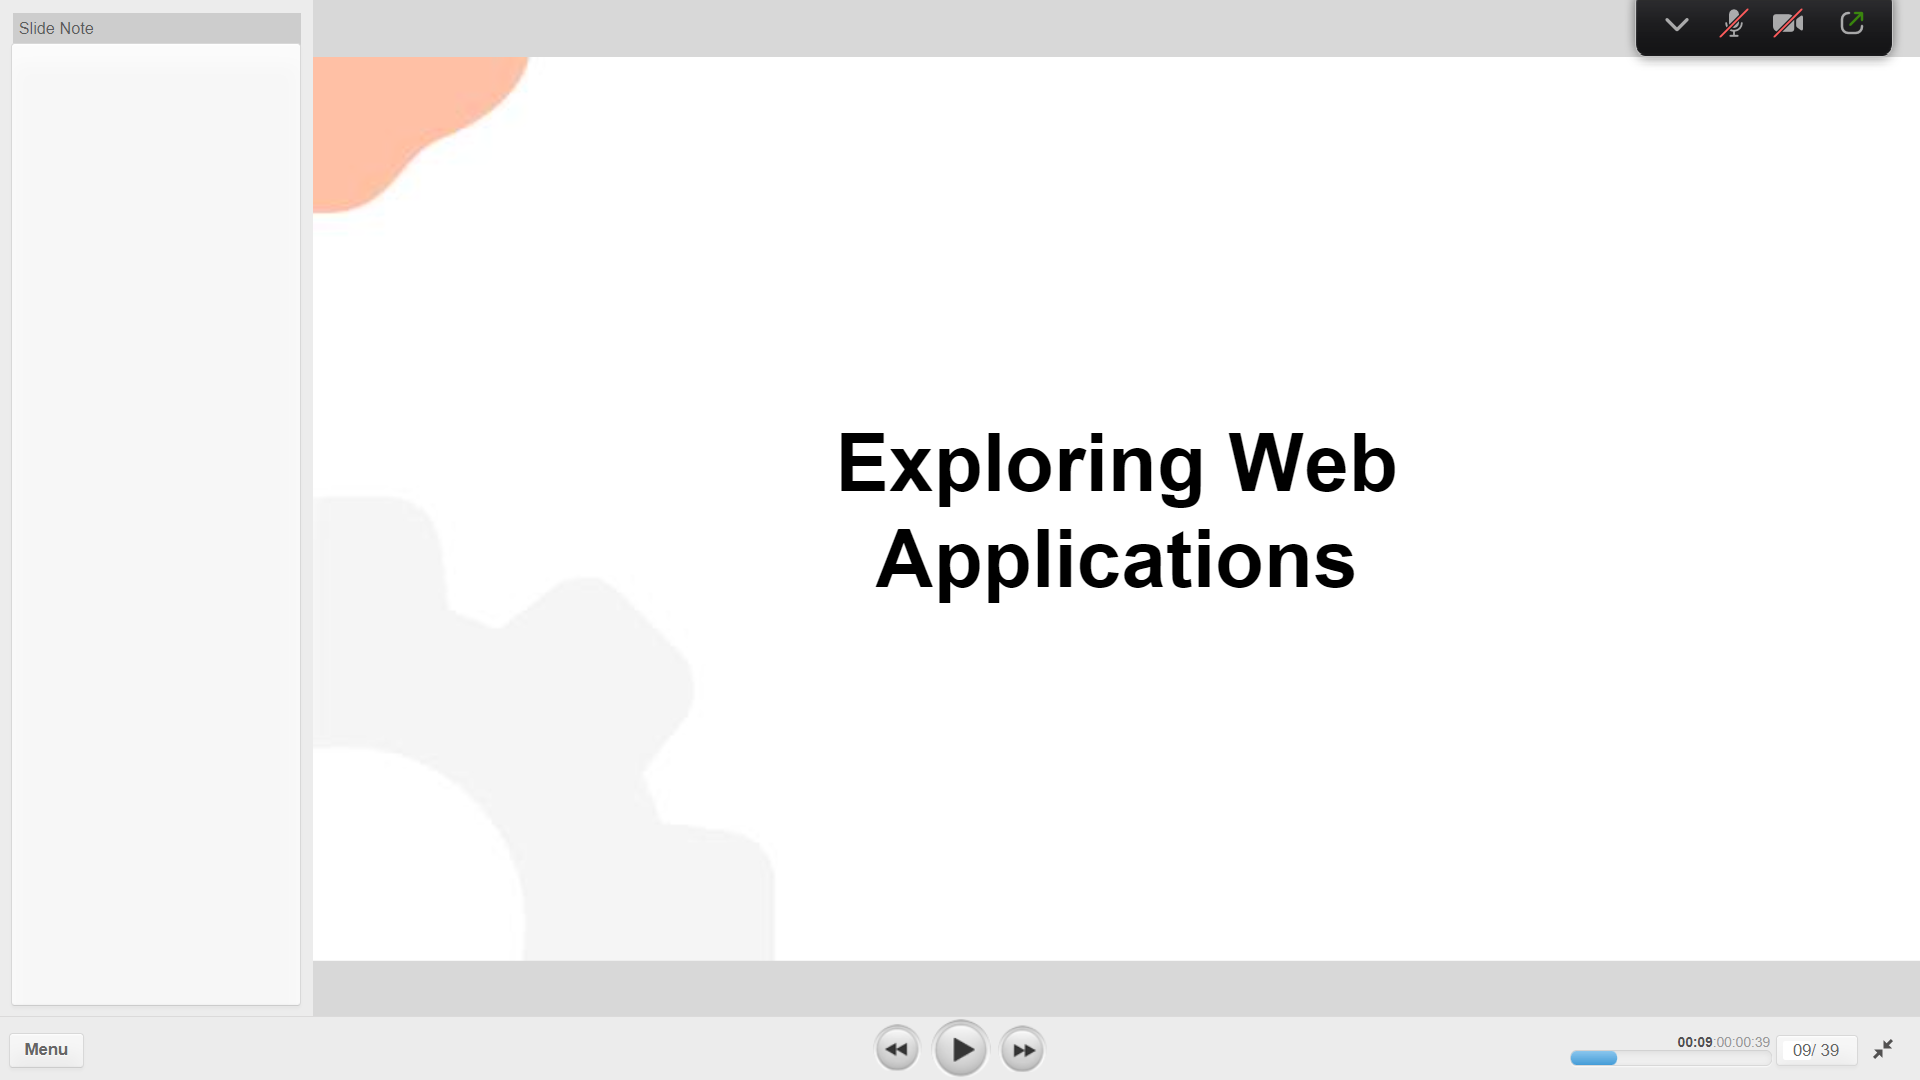 Slide Note
Exploring Web
Applications
Menu
00:09:00:00:39
09/ 39